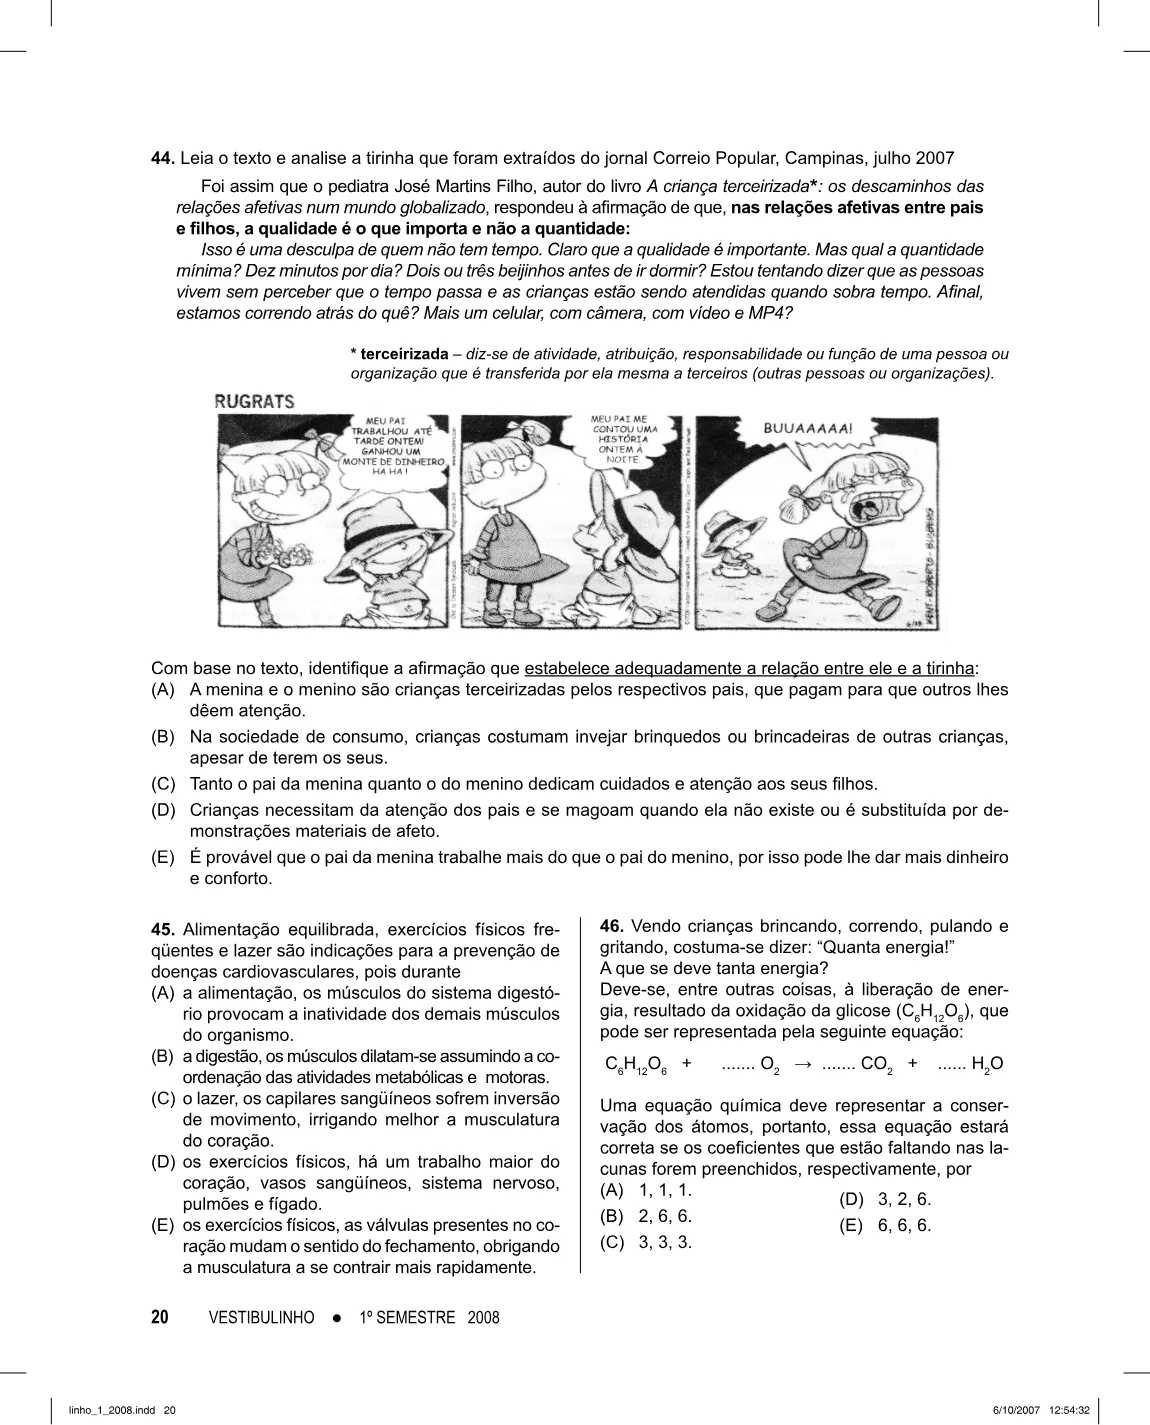 44. Leia o texto e analise a tirinha que foram extraídos do jornal Correio Popular, Campinas, julho 2007
Foi assim que o pediatra José Martins Filho, autor do livro A criança terceirizada*: os descaminhos das
relações afetivas num mundo globalizado, respondeu à afirmação de que, nas relações afetivas entre pais
e filhos, a qualidade é o que importa e não a quantidade:
Isso é uma desculpa de quem não tem tempo. Claro que a qualidade é importante. Mas qual a quantidade
mínima? Dez minutos por dia? Dois ou três beijinhos antes de ir dormir? Estou tentando dizer que as pessoas
vivem sem perceber que o tempo passa e as crianças estão sendo atendidas quando sobra tempo. Afinal,
estamos correndo atrás do quê? Mais um celular, com câmera, com vídeo e MP4?
* terceirizada – diz-se de atividade, atribuição, responsabilidade ou função de uma pessoa ou
organização que é transferida por ela mesma a terceiros (outras pessoas ou organizações).
RUGRATS
MEU PAI
TRABALHOU ATÉ
TARDE ONTEM!
GANHOU UM
MONTE DE DINHEIRO
HA HA!
MEU PAI ME
CONTOU UMA
HISTÓRIA
ONTEM À
NOITE.
BUUAAAAA!
6/19
Com base no texto, identifique a afirmação que estabelece adequadamente a relação entre ele e a tirinha:
(A) A menina e o menino são crianças terceirizadas pelos respectivos pais, que pagam para que outros lhes
dêem atenção.
(B) Na sociedade de consumo, crianças costumam invejar brinquedos ou brincadeiras de outras crianças,
apesar de terem os seus.
(C) Tanto o pai da menina quanto o do menino dedicam cuidados e atenção aos seus filhos.
(D) Crianças necessitam da atenção dos pais e se magoam quando ela não existe ou é substituída por de-
monstrações materiais de afeto.
(E) É provável que o pai da menina trabalhe mais do que o pai do menino, por isso pode lhe dar mais dinheiro
e conforto.
45. Alimentação equilibrada, exercícios físicos fre-
qüentes e lazer são indicações para a prevenção de
doenças cardiovasculares, pois durante
(A) a alimentação, os músculos do sistema digestó-
rio provocam a inatividade dos demais músculos
do organismo.
(B) a digestão, os músculos dilatam-se assumindo a co-
ordenação das atividades metabólicas e motoras.
(C) o lazer, os capilares sangüíneos sofrem inversão
de movimento, irrigando melhor a musculatura
do coração.
(D) os exercícios físicos, há um trabalho maior do
coração, vasos sangüíneos, sistema nervoso,
pulmões e fígado.
(E) os exercícios físicos, as válvulas presentes no co-
ração mudam o sentido do fechamento, obrigando
a musculatura a se contrair mais rapidamente.
46. Vendo crianças brincando, correndo, pulando e
gritando, costuma-se dizer: “Quanta energia!”
A que se deve tanta energia?
Deve-se, entre outras coisas, à liberação de ener-
gia, resultado da oxidação da glicose (C6H12O6), que
pode ser representada pela seguinte equação:
C6H12O6 + ....... O2 → ....... CO2 + ...... H2O
Uma equação química deve representar a conser-
vação dos átomos, portanto, essa equação estará
correta se os coeficientes que estão faltando nas la-
cunas forem preenchidos, respectivamente, por
(A) 1, 1, 1.
(B) 2, 6, 6.
(C) 3, 3, 3.
(D) 3, 2, 6.
(E) 6, 6, 6.
20 VESTIBULINHO ● 1º SEMESTRE 2008
linho_1_2008.indd 20
6/10/2007 12:54:32